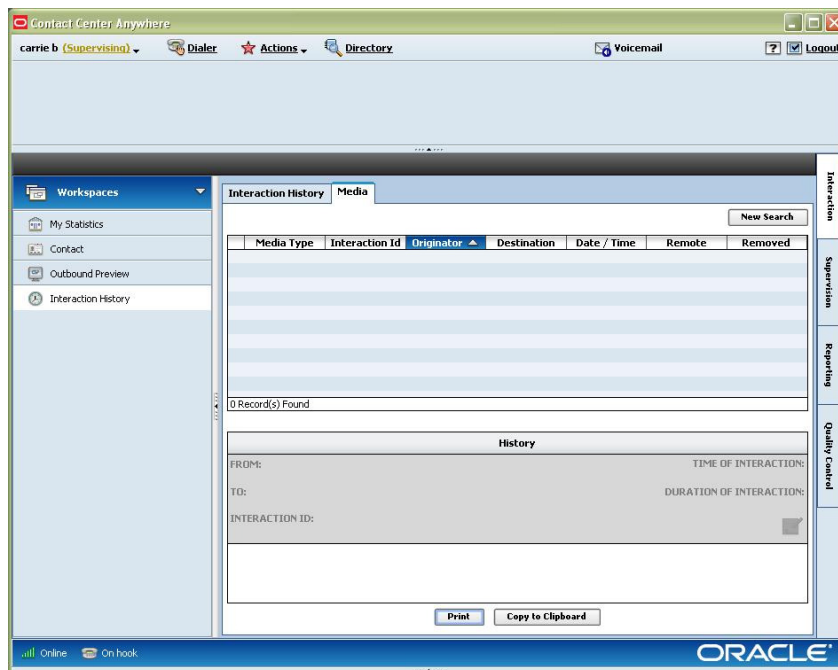 Contact Center Anywhere
carrie b (Supervising) Dialer Actions Directory Voicemail ? Logout
Workspaces
My Statistics
Contact
Outbound Preview
Interaction History
Interaction History Media
New Search
Media Type Interaction Id Originator Destination Date / Time Remote Removed
0 Record(s) Found
History
FROM: TIME OF INTERACTION:
TO: DURATION OF INTERACTION:
INTERACTION ID:
Print Copy to Clipboard
Interaction
Supervision
Reporting
Quality Control
Online On hook ORACLE